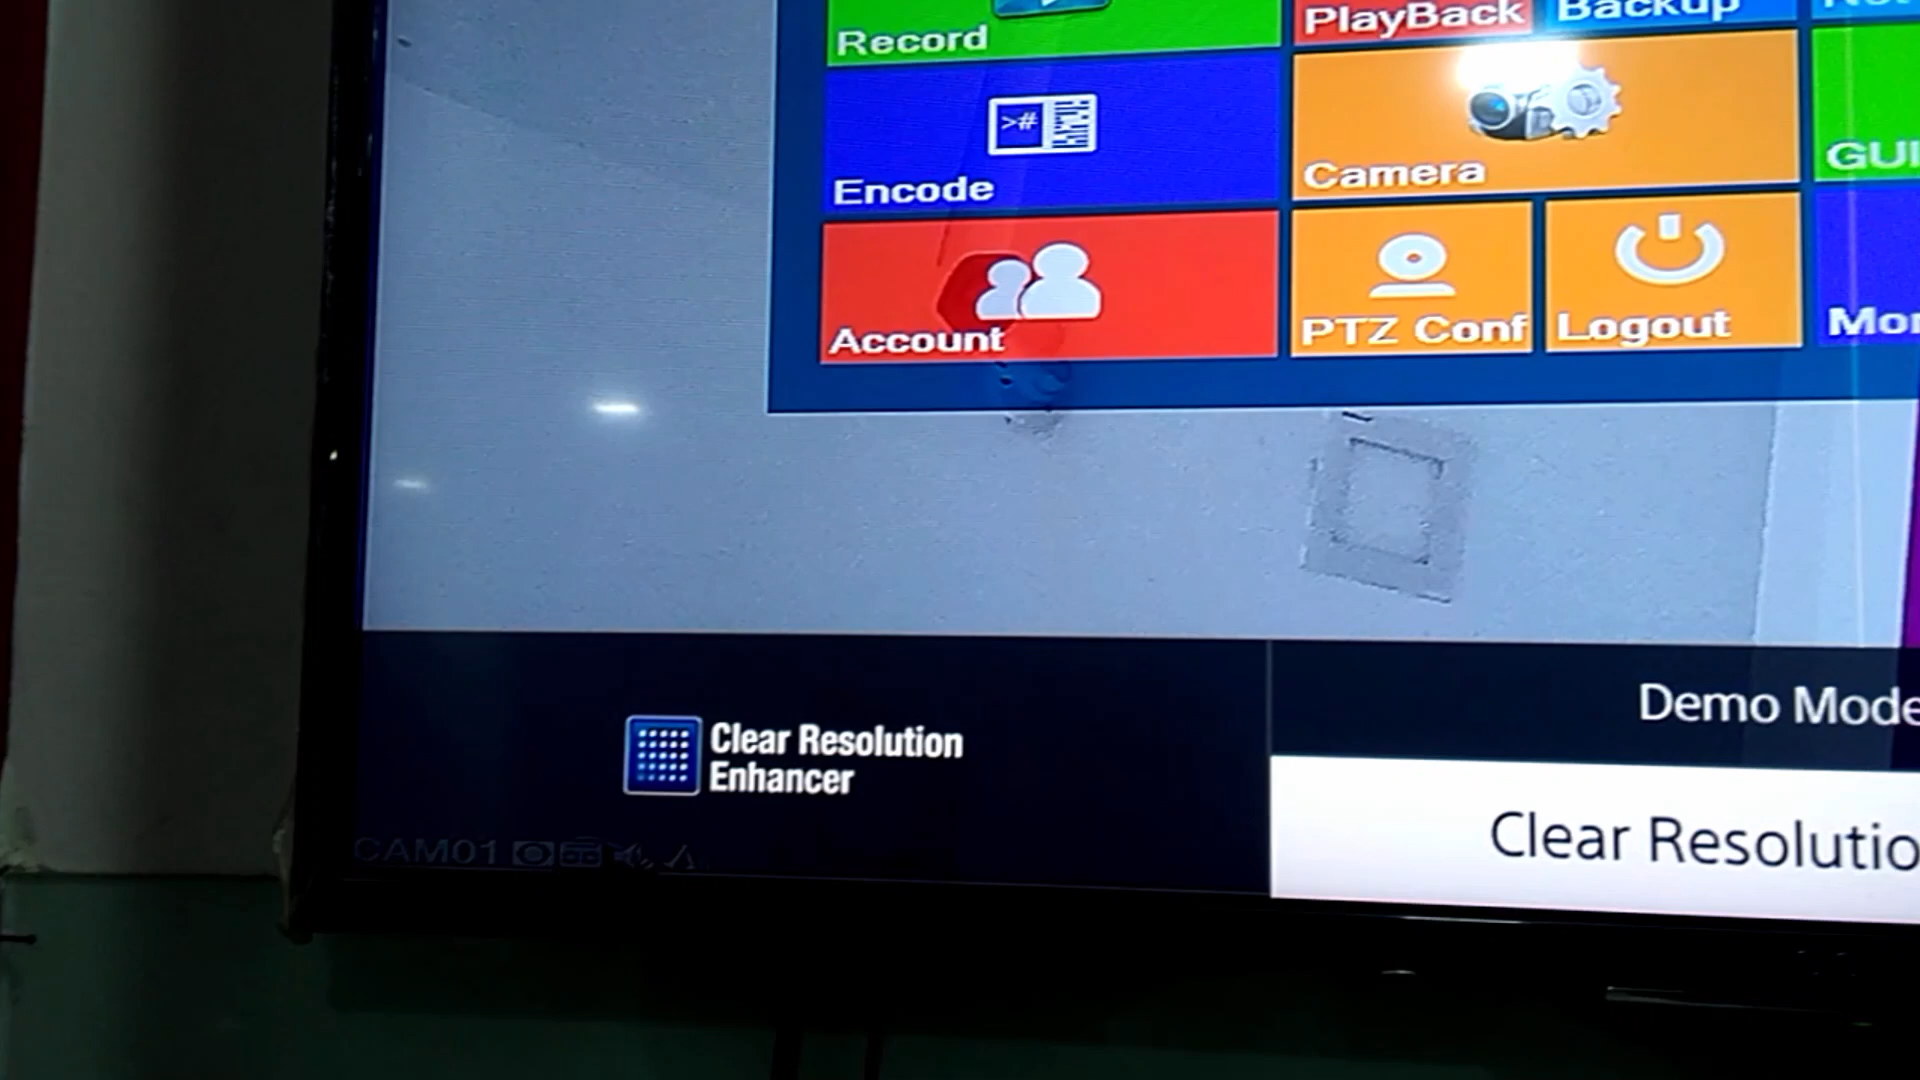 Record
PlayBack
Backup
>#
Encode
Camera
GUI
Account
PTZ Conf
Logout
Clear Resolution
Enhancer
Demo Mode
Clear Resolutio
CAM01